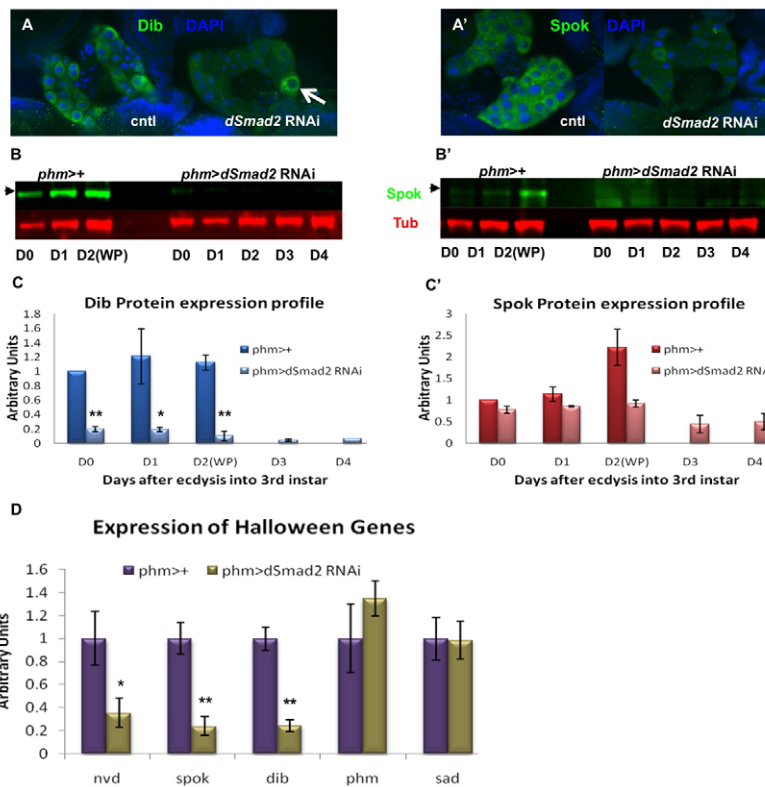 A Dib DAPI
cntl dSmad2 RNAi
A' Spok DAPI
cntl dSmad2 RNAi
B phm>+ phm>dSmad2 RNAi
D0 D1 D2(WP) D0 D1 D2 D3 D4
B' phm>+ phm>dSmad2 RNAi
Spok
Tub
D0 D1 D2(WP) D0 D1 D2 D3 D4
C
Dib Protein expression profile
Arbitrary Units
1.8
1.6
1.4
1.2
1
0.8
0.6
0.4
0.2
0
phm>+
phm>dSmad2 RNAi
** * **
D0 D1 D2(WP) D3 D4
Days after ecdysis into 3rd instar
C'
Spok Protein expression profile
Arbitrary Units
3
2.5
2
1.5
1
0.5
0
phm>+
phm>dSmad2 RNA
D0 D1 D2(WP) D3 D4
Days after ecdysis into 3rd instar
D
Expression of Halloween Genes
Arbitrary Units
1.6
1.4
1.2
1
0.8
0.6
0.4
0.2
0
phm>+ phm>dSmad2 RNAi
* ** **
nvd spok dib phm sad